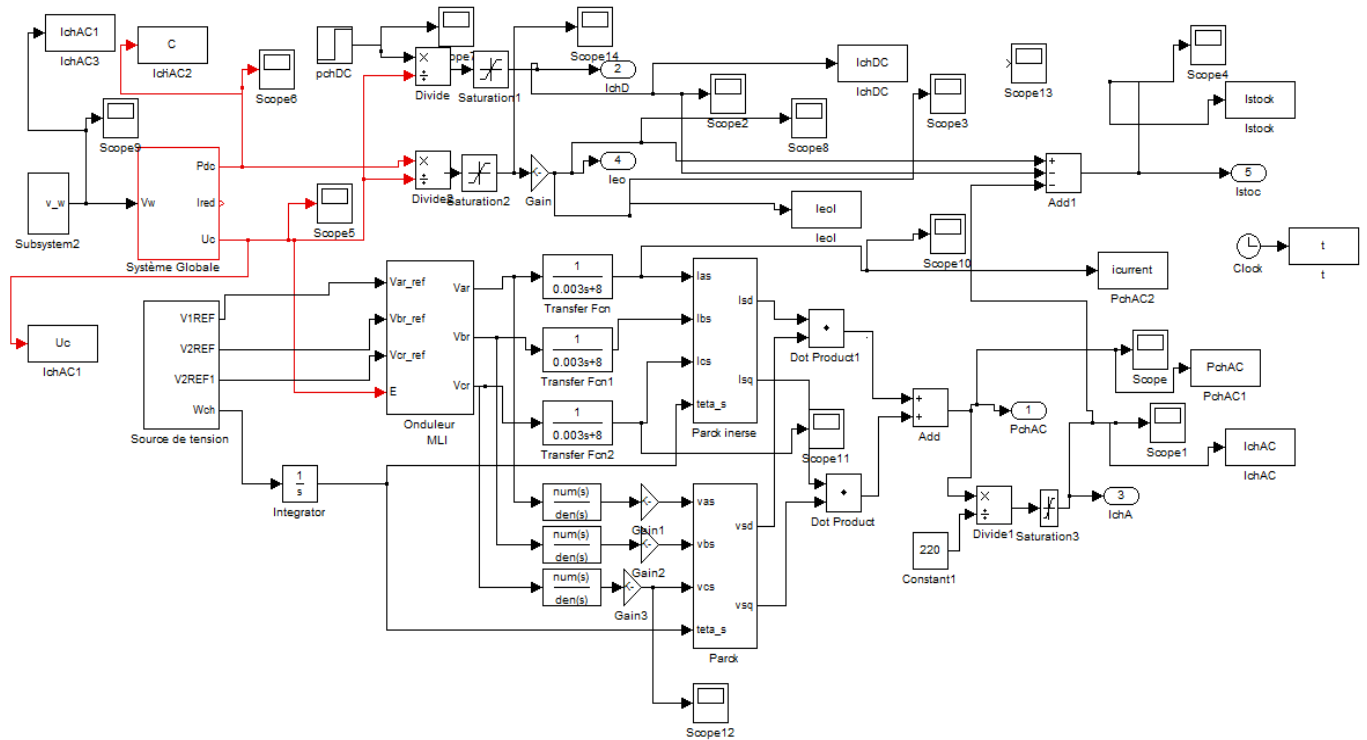 IchAC1
IchAC3
C
IchAC2
Scope6
pchDC
Scope7
×
÷
Divide
Saturation1
Scope14
2
IchD
Scope2
IchDC
IchDC
Scope3
Scope13
Scope4
Istock
Istock
Scope9
v_w
Subsystem2
Vw
Pdc
Ired
Uc
Système Globale
Scope5
×
÷
Divide2
Saturation2
Gain
4
Ieo
Scope8
IeoI
IeoI
+
−
−
Add1
5
Istoc
Clock
t
t
Scope10
icurrent
PchAC2
Uc
IchAC1
V1REF
V2REF
V2REF1
Wch
Source de tension
Var_ref
Vbr_ref
Vcr_ref
E
Var
Vbr
Vcr
Onduleur
MLI
1
0.003s+8
Transfer Fcn
1
0.003s+8
Transfer Fcn1
1
0.003s+8
Transfer Fcn2
Ias
Ibs
Ics
teta_s
Isd
Isq
Parck inerse
Dot Product1
Scope11
Dot Product
+
+
Add
1
PchAC
Scope
PchAC
PchAC1
Scope1
IchAC
IchAC
1
s
Integrator
num(s)
den(s)
Gain1
num(s)
den(s)
Gain2
num(s)
den(s)
Gain3
vas
vbs
vcs
teta_s
vsd
vsq
Parck
220
Constant1
×
÷
Divide1
Saturation3
3
IchA
Scope12